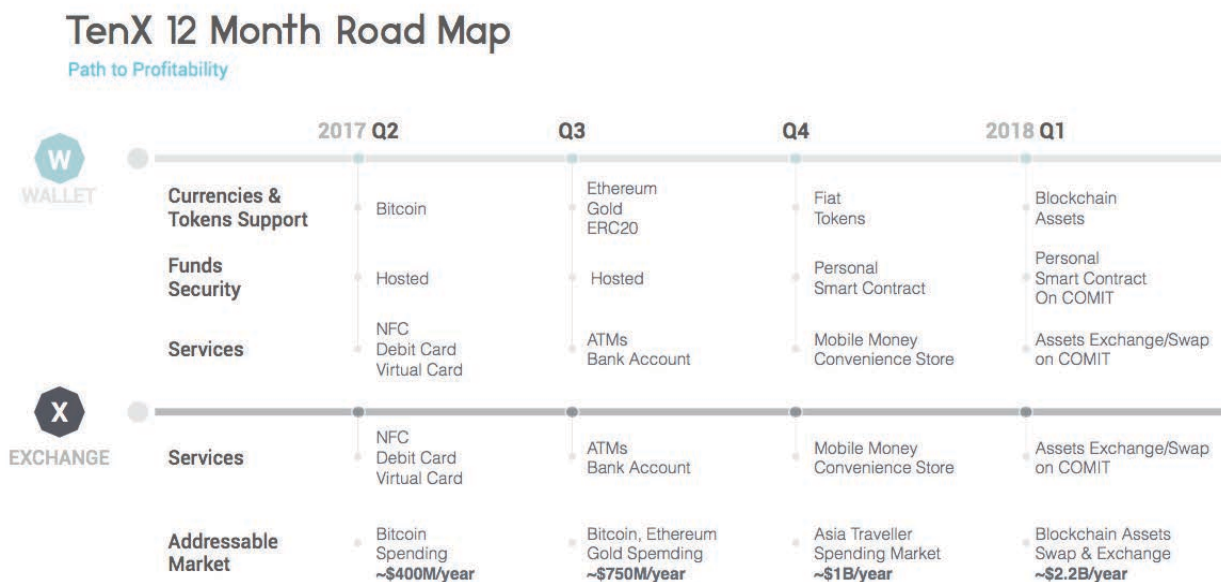 TenX 12 Month Road Map
Path to Profitability
2017 Q2 Q3 Q4 2018 Q1
W
WALLET
Currencies &
Tokens Support
Bitcoin
Ethereum
Gold
ERC20
Fiat
Tokens
Blockchain
Assets
Funds
Security
Hosted
Hosted
Personal
Smart Contract
Personal
Smart Contract
On COMIT
Services
NFC
Debit Card
Virtual Card
ATMs
Bank Account
Mobile Money
Convenience Store
Assets Exchange/Swap
on COMIT
X
EXCHANGE
Services
NFC
Debit Card
Virtual Card
ATMs
Bank Account
Mobile Money
Convenience Store
Assets Exchange/Swap
on COMIT
Addressable
Market
Bitcoin
Spending
~$400M/year
Bitcoin, Ethereum
Gold Spemding
~$750M/year
Asia Traveller
Spending Market
~$1B/year
Blockchain Assets
Swap & Exchange
~$2.2B/year